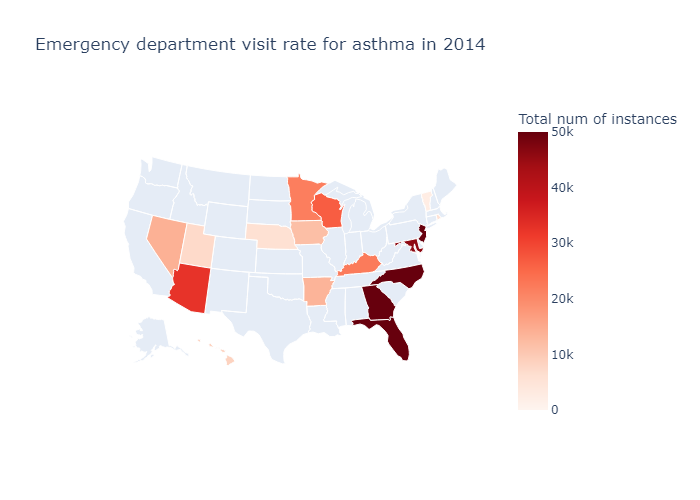 Emergency department visit rate for asthma in 2014
Total num of instances
50k
40k
30k
20k
10k
0